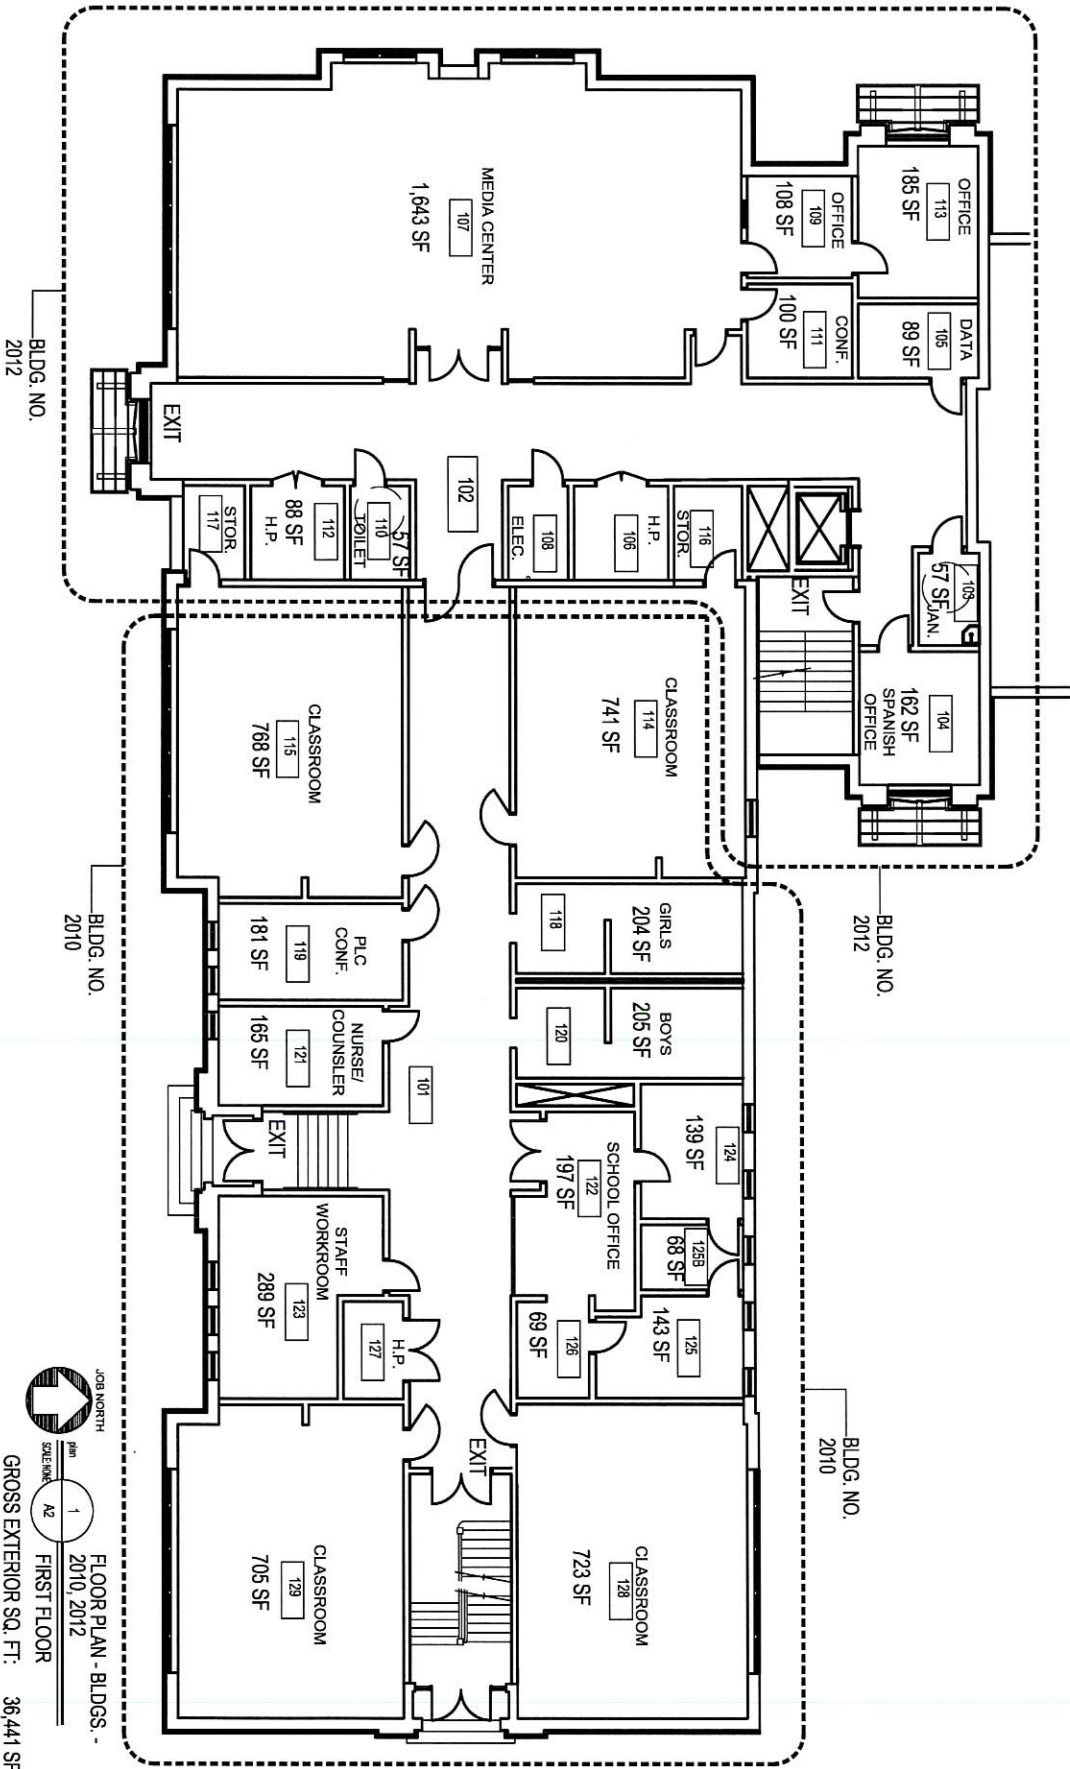 OFFICE
113
185 SF
DATA
105
89 SF
103
57 SF
JAN.
104
162 SF
SPANISH
OFFICE
OFFICE
109
108 SF
CONF.
111
100 SF
EXIT
MEDIA CENTER
107
1,643 SF
116
STOR.
H.P.
106
108
ELEC.
102
57 SF
110
TOILET
112
88 SF
H.P.
STOR.
117
EXIT
BLDG. NO.
2012
BLDG. NO.
2012
CLASSROOM
114
741 SF
GIRLS
204 SF
118
BOYS
205 SF
120
124
139 SF
125B
68 SF
125
143 SF
SCHOOL OFFICE
122
197 SF
126
69 SF
CLASSROOM
128
723 SF
BLDG. NO.
2010
101
EXIT
CLASSROOM
115
768 SF
PLC
CONF.
119
181 SF
NURSE/
COUNSLER
121
165 SF
EXIT
STAFF
WORKROOM
123
289 SF
H.P.
127
CLASSROOM
129
705 SF
BLDG. NO.
2010
JOB NORTH
plan
SCALE:NONE
1
A2
FLOOR PLAN - BLDGS. -
2010, 2012
FIRST FLOOR
GROSS EXTERIOR SQ. FT: 36,441 SF